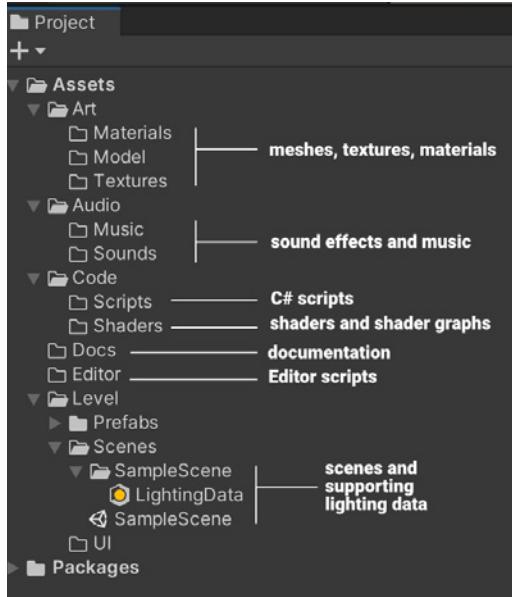 Project
Assets
Art
Materials
Model
Textures
meshes, textures, materials
Audio
Music
Sounds
sound effects and music
Code
Scripts
C# scripts
Shaders
shaders and shader graphs
Docs
documentation
Editor
Editor scripts
Level
Prefabs
Scenes
SampleScene
LightingData
SampleScene
scenes and
supporting
lighting data
UI
Packages